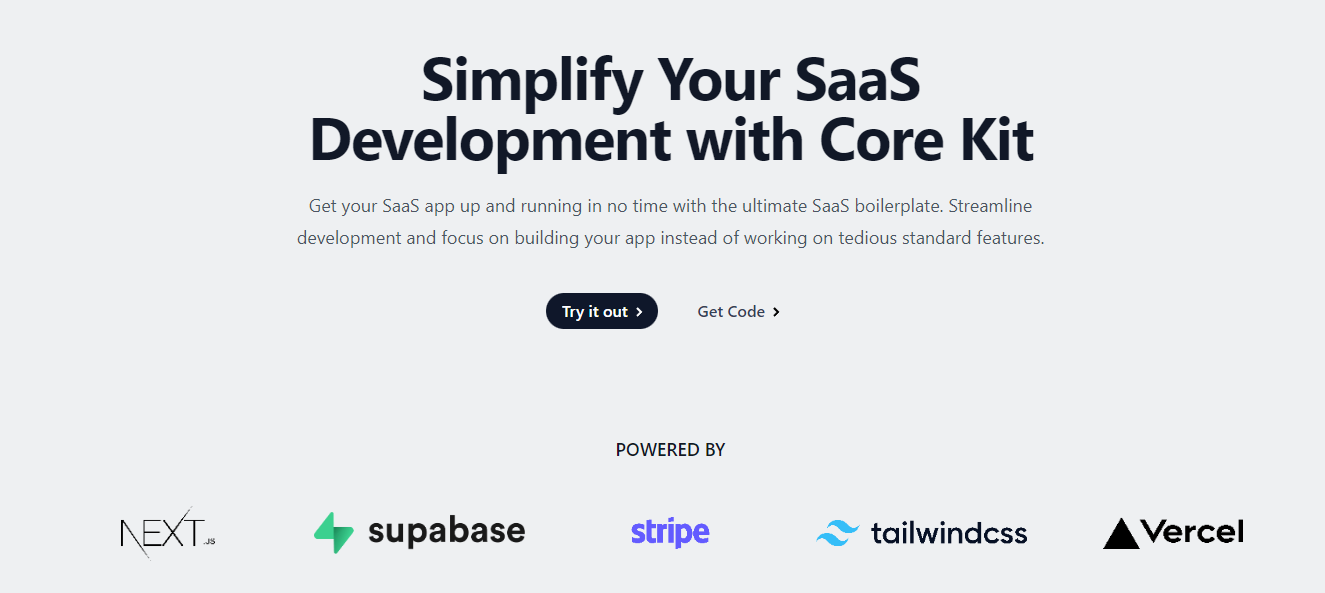 Simplify Your SaaS
Development with Core Kit
Get your SaaS app up and running in no time with the ultimate SaaS boilerplate. Streamline
development and focus on building your app instead of working on tedious standard features.
Try it out
Get Code
POWERED BY
NEXT.JS
supabase
stripe
tailwindcss
Vercel